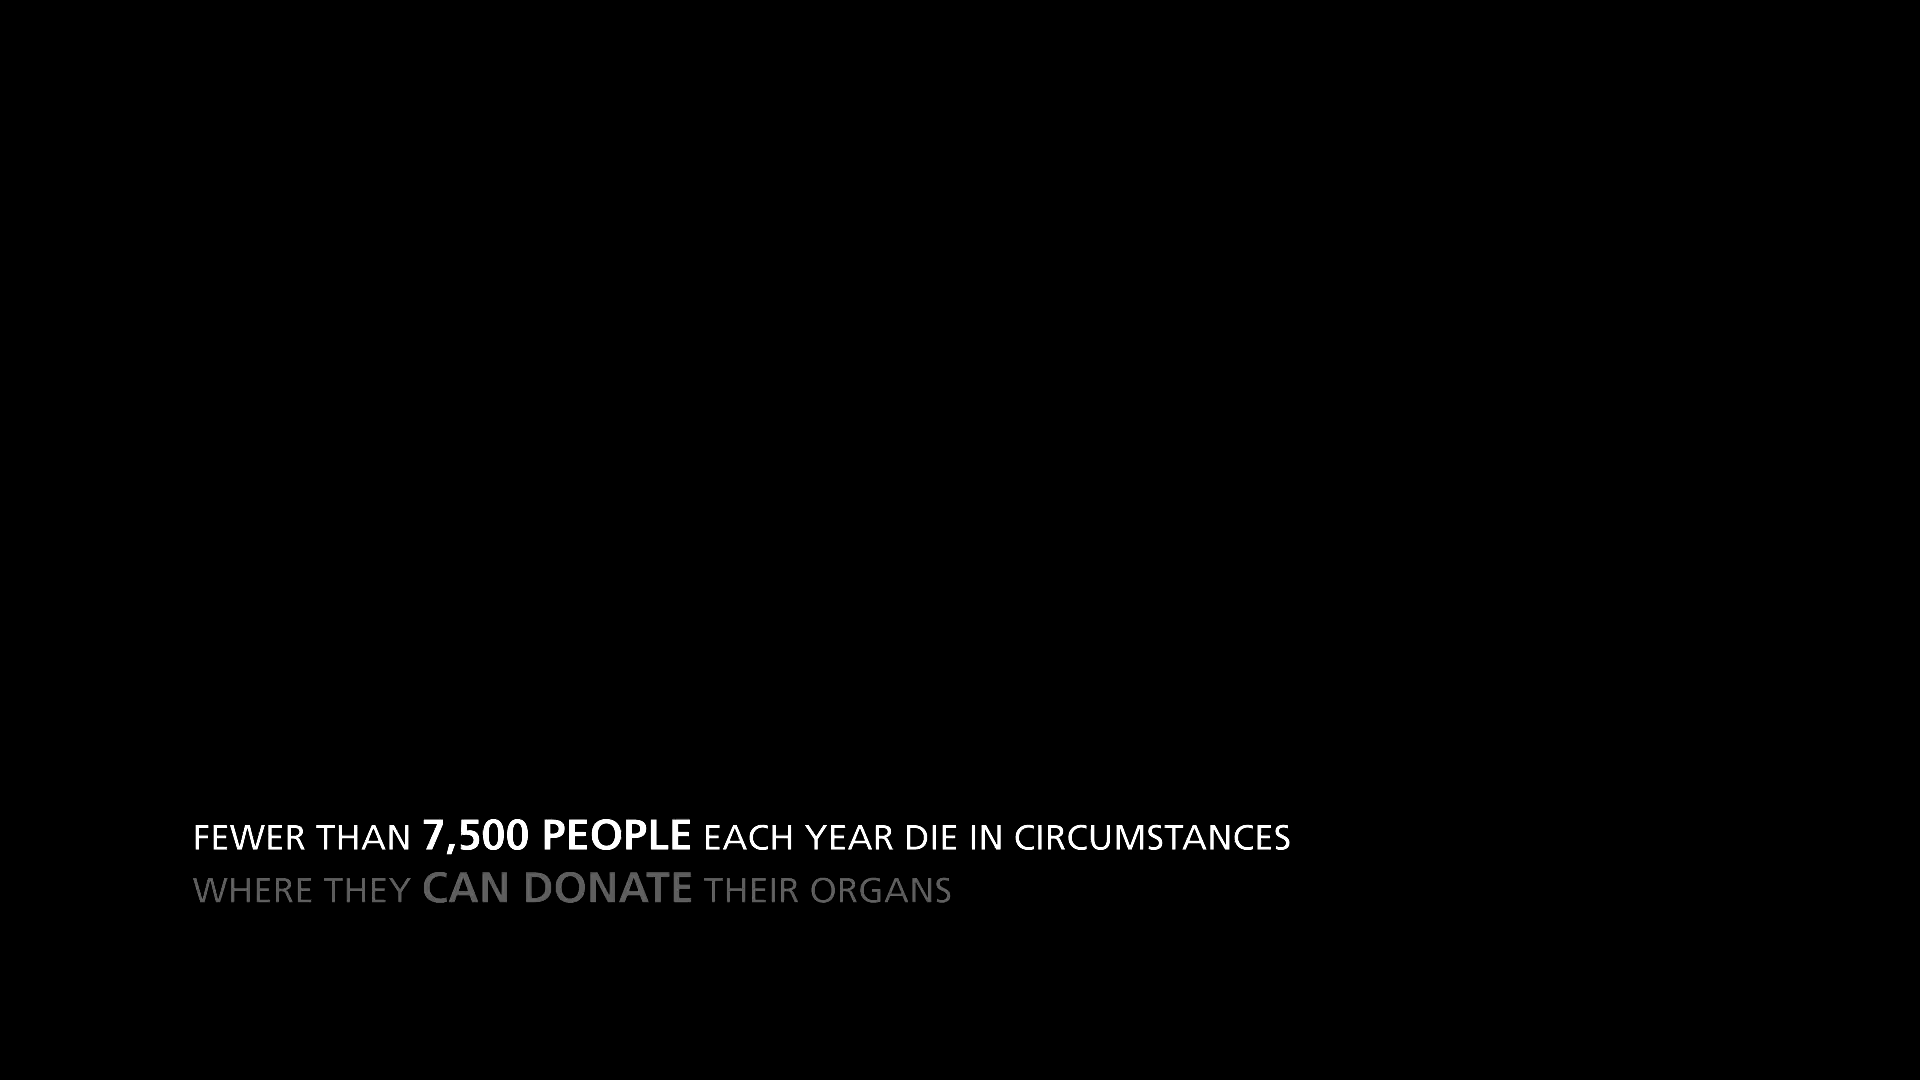 FEWER THAN 7,500 PEOPLE EACH YEAR DIE IN CIRCUMSTANCES
WHERE THEY CAN DONATE THEIR ORGANS